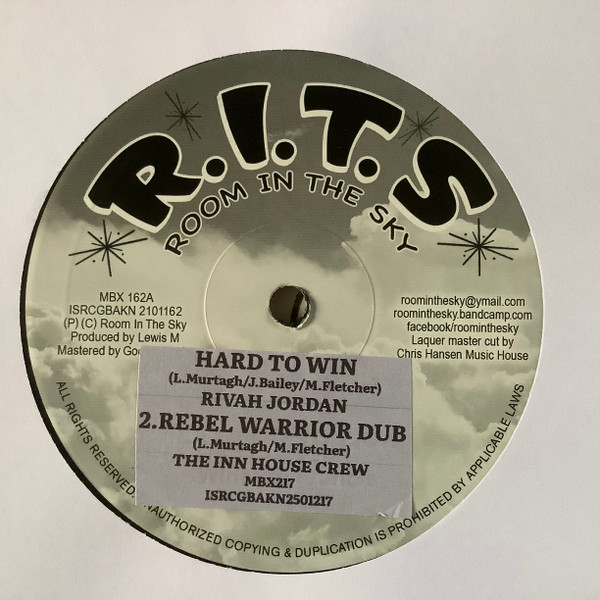 R.I.T.S
ROOM IN THE SKY
MBX 162A
ISRCGBAKN 2101162
(P) (C) Room In The Sky
Produced by Lewis M
Mastered by
roominthesky@ymail.com
roominthesky.bandcamp.com
facebook/roominthesky
Laquer master cut by
Chris Hansen Music House
HARD TO WIN
(L.Murtagh/J.Bailey/M.Fletcher)
RIVAH JORDAN
2.REBEL WARRIOR DUB
(L.Murtagh/M.Fletcher)
THE INN HOUSE CREW
MBX217
ISRCGBAKN2501217
ALL RIGHTS RESERVED. UNAUTHORIZED COPYING & DUPLICATION IS PROHIBITED BY APPLICABLE LAWS